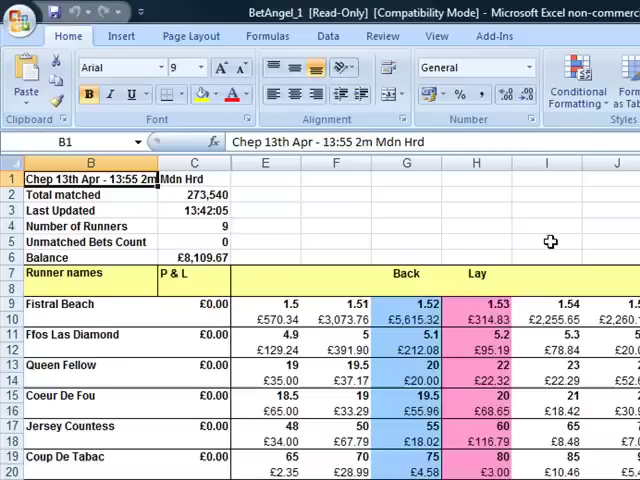 BetAngel_1 [Read-Only] [Compatibility Mode] - Microsoft Excel non-commerc
Home Insert Page Layout Formulas Data Review View Add-Ins
Arial 9 General
Paste B I U Conditional Formatting Format as Table
Clipboard Font Alignment Number Styles
B1 fx Chep 13th Apr - 13:55 2m Mdn Hrd
B C E F G H I J
1 Chep 13th Apr - 13:55 2m Mdn Hrd
2 Total matched 273,540
3 Last Updated 13:42:05
4 Number of Runners 9
5 Unmatched Bets Count 0
6 Balance £8,109.67
7 Runner names P & L Back Lay
8
9 Fistral Beach £0.00 1.5 1.51 1.52 1.53 1.54 1.55
10 £570.34 £3,073.76 £5,615.32 £314.83 £2,255.65 £2,260.1
11 Ffos Las Diamond £0.00 4.9 5 5.1 5.2 5.3 5.
12 £129.24 £391.90 £212.08 £95.19 £78.84 £20.0
13 Queen Fellow £0.00 19 19.5 20 22 23 2
14 £35.00 £37.17 £20.00 £22.32 £22.29 £52.6
15 Coeur De Fou £0.00 18.5 19 19.5 20 21 2
16 £65.00 £33.29 £55.96 £68.65 £18.42 £30.9
17 Jersey Countess £0.00 48 50 55 60 65 7
18 £34.00 £67.79 £18.02 £116.79 £8.48 £7.0
19 Coup De Tabac £0.00 65 70 75 80 85 9
20 £2.35 £28.99 £4.58 £3.00 £10.46 £5.4